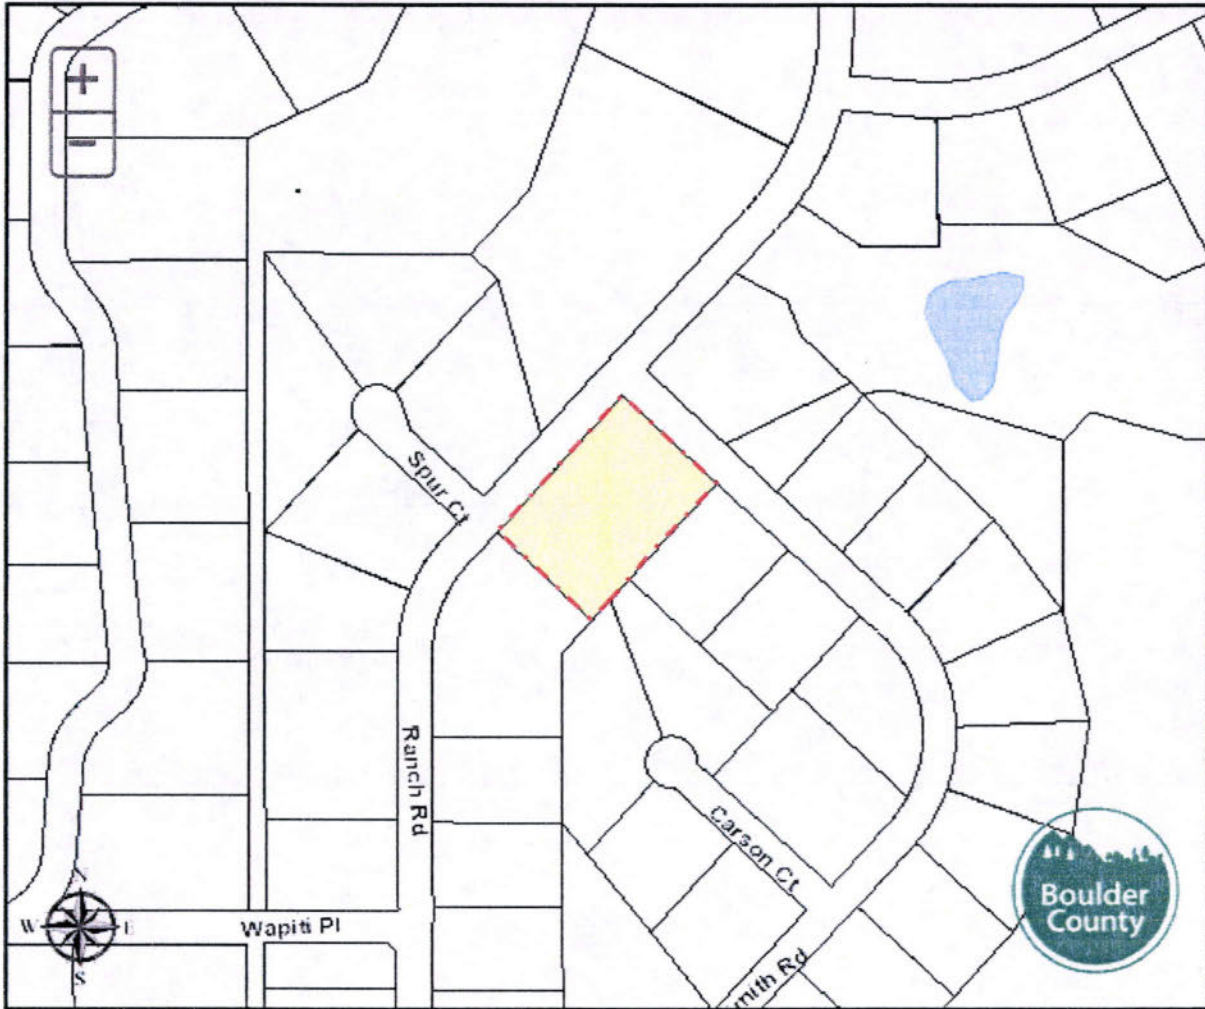 +
−
Spur Ct
Ranch Rd
Carson Ct
Boulder
County
N
W E
S
Wapiti Pl
mith Rd